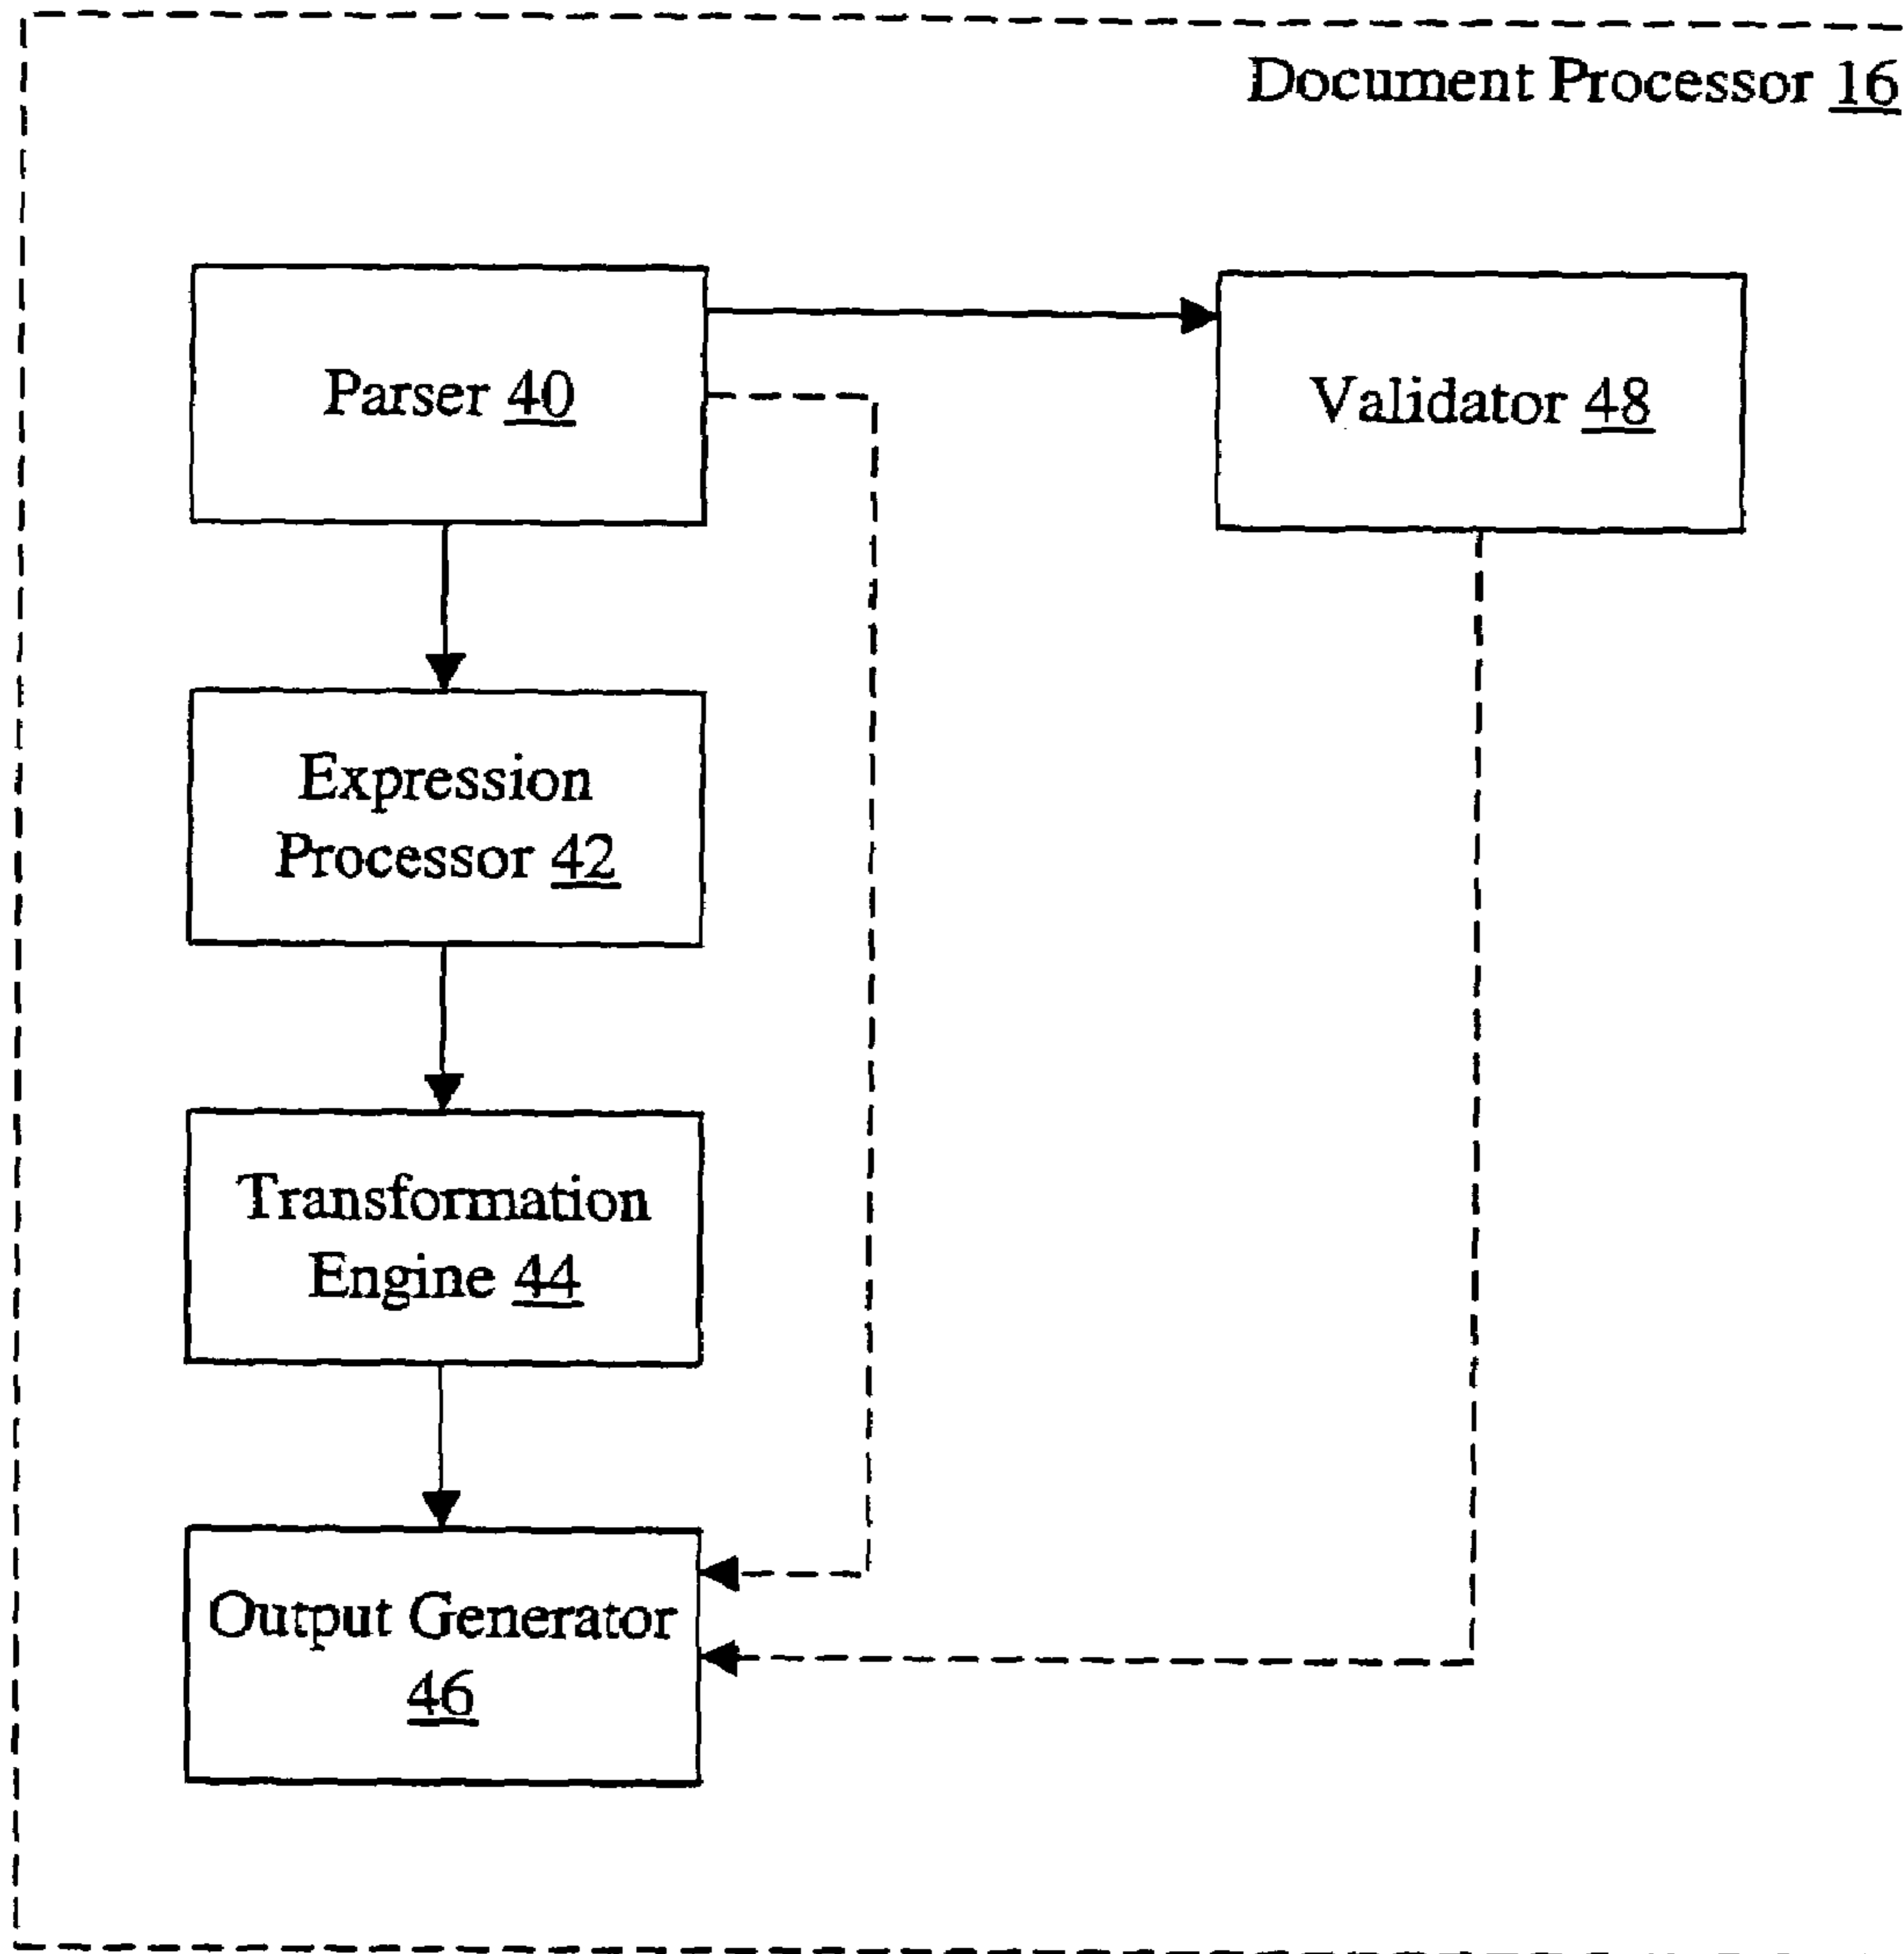 Document Processor 16
Parser 40
Validator 48
Expression
Processor 42
Transformation
Engine 44
Output Generator
46